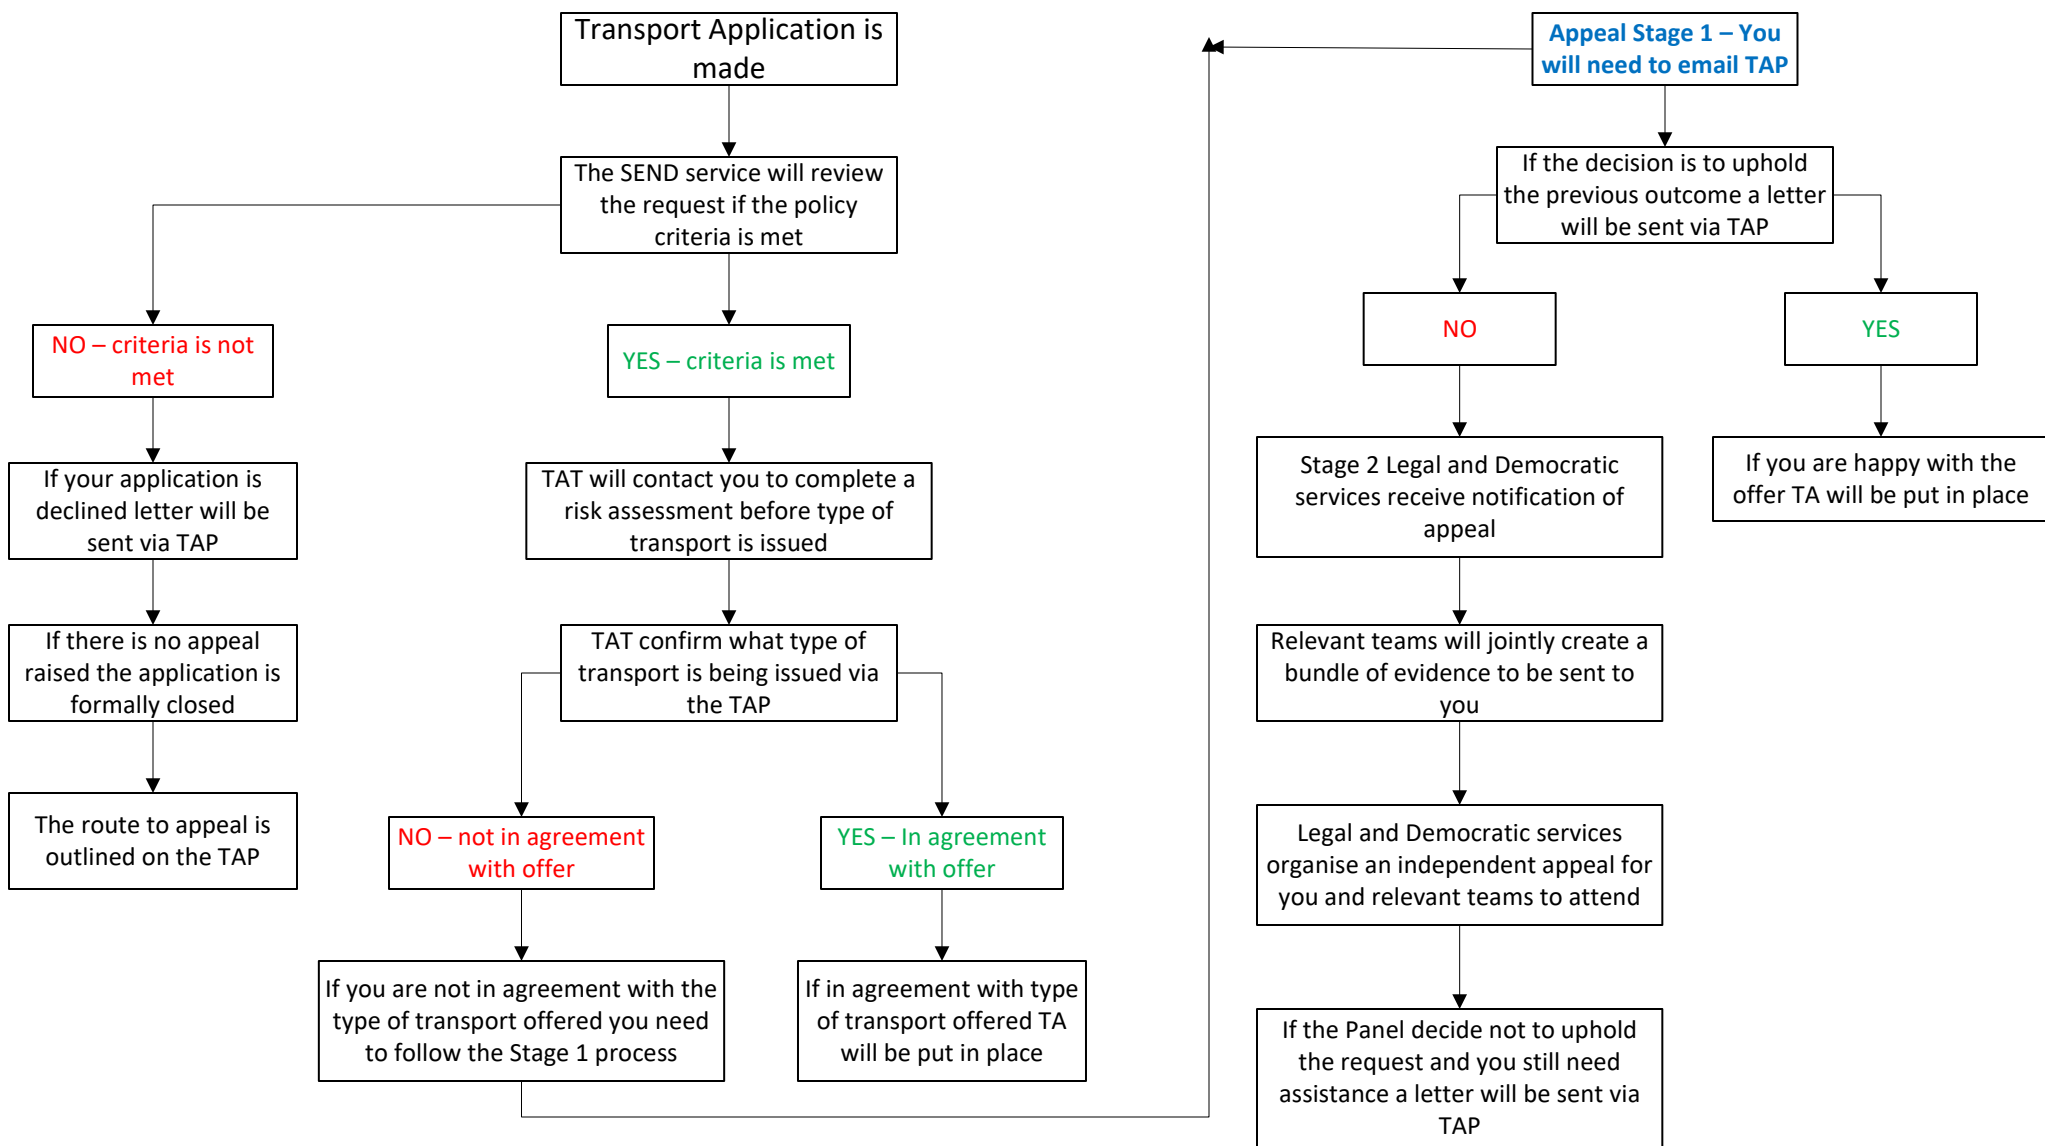 Transport Application is
made
The SEND service will review
the request if the policy
criteria is met
NO – criteria is not
met
YES – criteria is met
If your application is
declined letter will be
sent via TAP
TAT will contact you to complete a
risk assessment before type of
transport is issued
If there is no appeal
raised the application is
formally closed
TAT confirm what type of
transport is being issued via
the TAP
The route to appeal is
outlined on the TAP
NO – not in agreement
with offer
YES – In agreement
with offer
If you are not in agreement with the
type of transport offered you need
to follow the Stage 1 process
If in agreement with type
of transport offered TA
will be put in place
Appeal Stage 1 – You
will need to email TAP
If the decision is to uphold
the previous outcome a letter
will be sent via TAP
NO
YES
Stage 2 Legal and Democratic
services receive notification of
appeal
If you are happy with the
offer TA will be put in place
Relevant teams will jointly create a
bundle of evidence to be sent to
you
Legal and Democratic services
organise an independent appeal for
you and relevant teams to attend
If the Panel decide not to uphold
the request and you still need
assistance a letter will be sent via
TAP